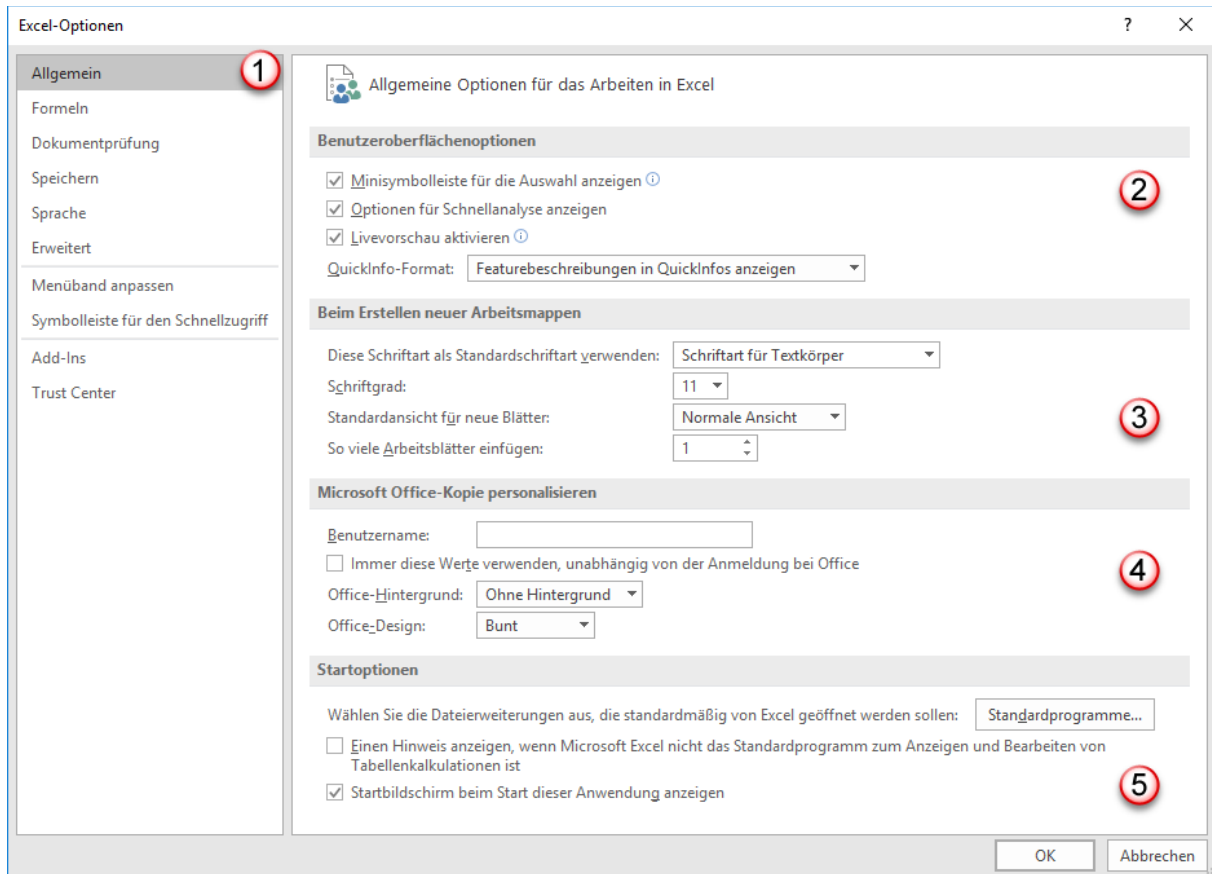 Excel-Optionen
?
Allgemein
1
Formeln
Dokumentprüfung
Speichern
Sprache
Erweitert
Menüband anpassen
Symbolleiste für den Schnellzugriff
Add-Ins
Trust Center
Allgemeine Optionen für das Arbeiten in Excel
Benutzeroberflächenoptionen
Minisymbolleiste für die Auswahl anzeigen
Optionen für Schnellanalyse anzeigen
Livevorschau aktivieren
QuickInfo-Format: Featurebeschreibungen in QuickInfos anzeigen
2
Beim Erstellen neuer Arbeitsmappen
Diese Schriftart als Standardschriftart verwenden: Schriftart für Textkörper
Schriftgrad: 11
Standardansicht für neue Blätter: Normale Ansicht
So viele Arbeitsblätter einfügen: 1
3
Microsoft Office-Kopie personalisieren
Benutzername:
Immer diese Werte verwenden, unabhängig von der Anmeldung bei Office
Office-Hintergrund: Ohne Hintergrund
Office-Design: Bunt
4
Startoptionen
Wählen Sie die Dateierweiterungen aus, die standardmäßig von Excel geöffnet werden sollen: Standardprogramme...
Einen Hinweis anzeigen, wenn Microsoft Excel nicht das Standardprogramm zum Anzeigen und Bearbeiten von
Tabellenkalkulationen ist
Startbildschirm beim Start dieser Anwendung anzeigen
5
OK Abbrechen